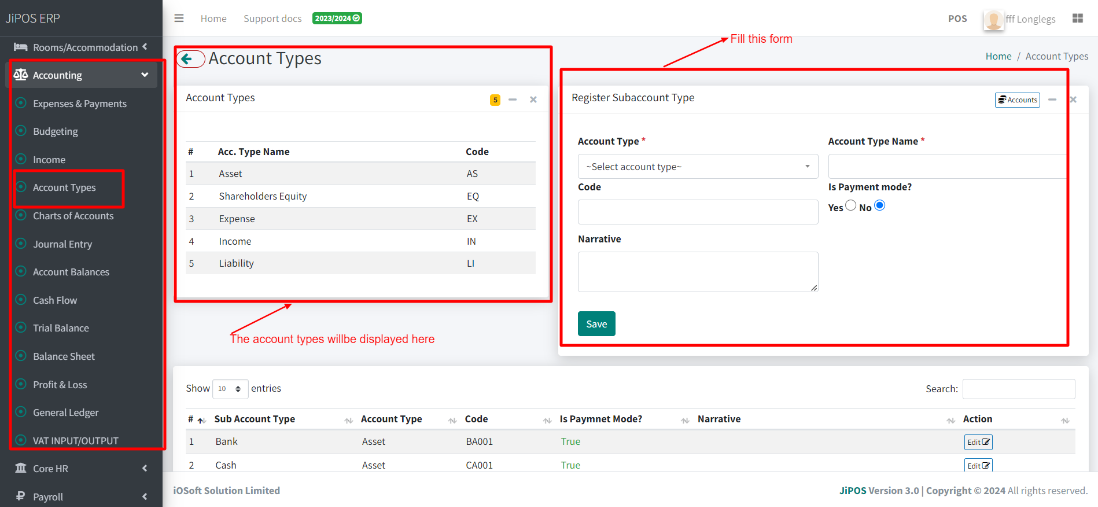 JiPOS ERP
Home
Support docs
2023/2024
POS
fff Longlegs
Rooms/Accommodation
Accounting
Expenses & Payments
Budgeting
Income
Account Types
Charts of Accounts
Journal Entry
Account Balances
Cash Flow
Trial Balance
Balance Sheet
Profit & Loss
General Ledger
VAT INPUT/OUTPUT
Core HR
Payroll
Account Types
Fill this form
Home / Account Types
Account Types
5
# Acc. Type Name Code
1 Asset AS
2 Shareholders Equity EQ
3 Expense EX
4 Income IN
5 Liability LI
The account types willbe displayed here
Register Subaccount Type
Accounts
Account Type *
~Select account type~
Account Type Name *
Code
Is Payment mode?
Yes No
Narrative
Save
Show 10 entries
Search:
# Sub Account Type Account Type Code Is Paymnet Mode? Narrative Action
1 Bank Asset BA001 True Edit
2 Cash Asset CA001 True Edit
iOSoft Solution Limited
JiPOS Version 3.0 | Copyright © 2024 All rights reserved.